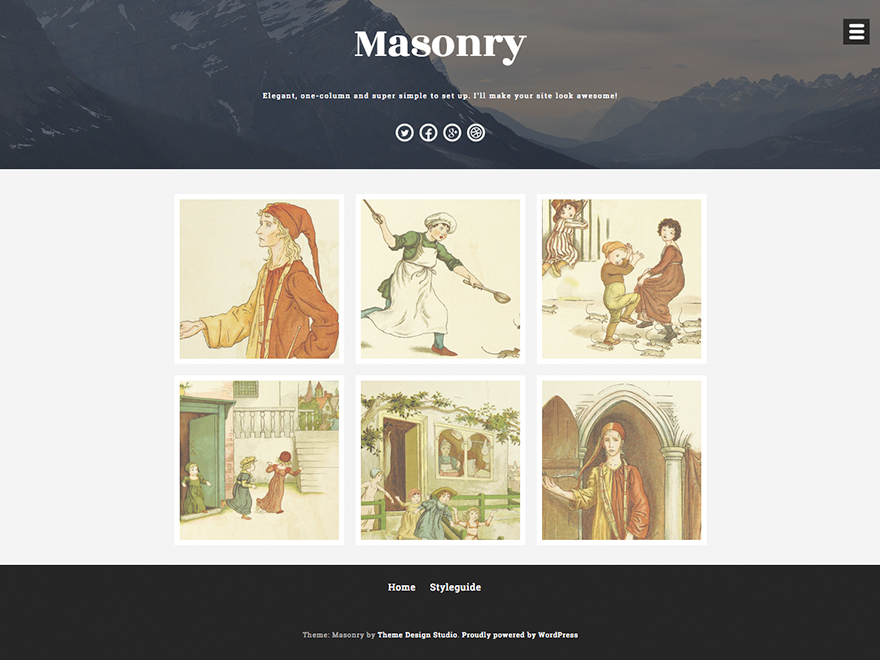 Masonry
Elegant, one-column and super simple to set up. I'll make your site look awesome!
Home Styleguide
Theme: Masonry by Theme Design Studio. Proudly powered by WordPress